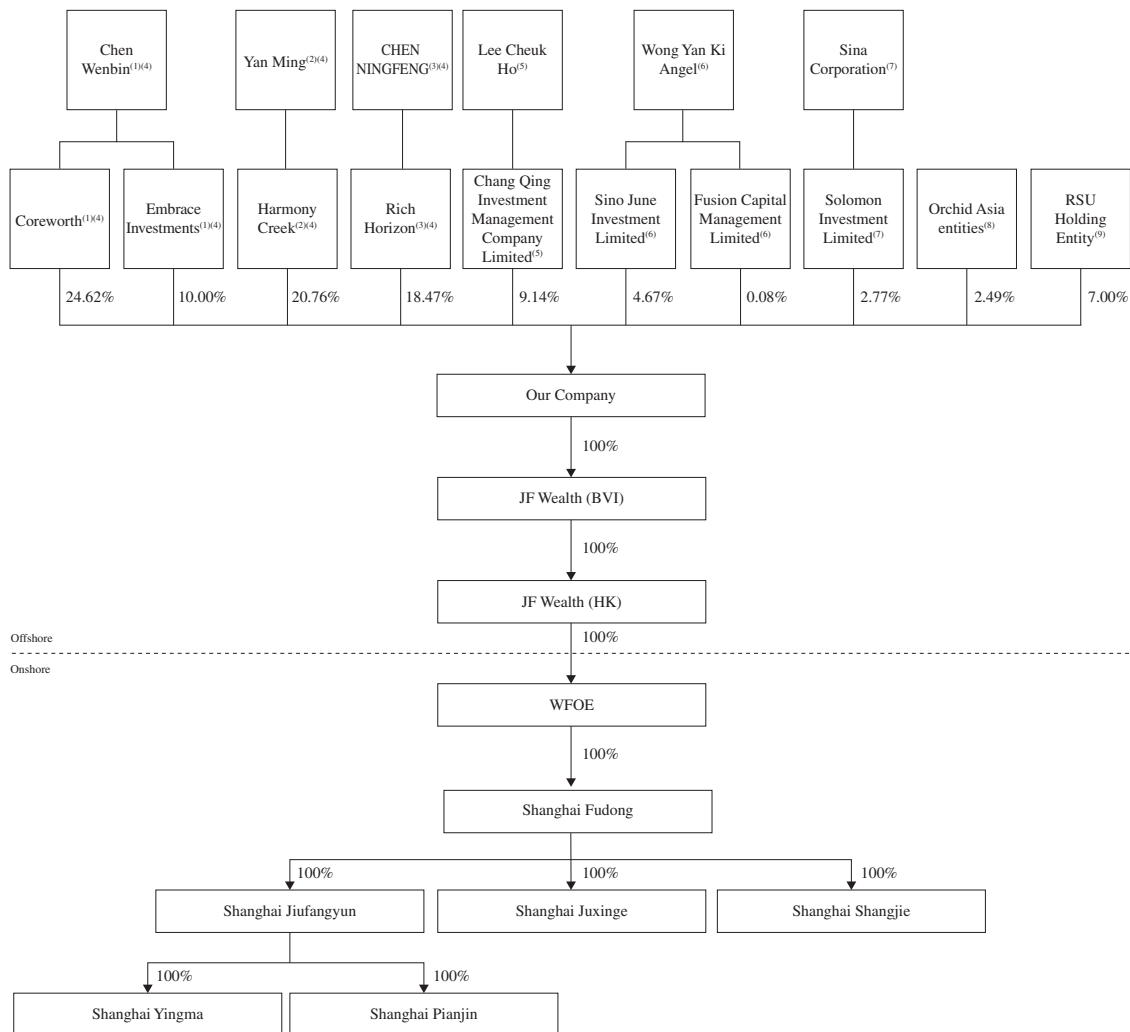 Chen
Wenbin(1)(4)
Yan Ming(2)(4)
CHEN
NINGFENG(3)(4)
Lee Cheuk
Ho(5)
Wong Yan Ki
Angel(6)
Sina
Corporation(7)
Coreworth(1)(4)
Embrace
Investments(1)(4)
Harmony
Creek(2)(4)
Rich
Horizon(3)(4)
Chang Qing
Investment
Management
Company
Limited(5)
Sino June
Investment
Limited(6)
Fusion Capital
Management
Limited(6)
Solomon
Investment
Limited(7)
Orchid Asia
entities(8)
RSU
Holding
Entity(9)
24.62%
10.00%
20.76%
18.47%
9.14%
4.67%
0.08%
2.77%
2.49%
7.00%
Our Company
100%
JF Wealth (BVI)
100%
JF Wealth (HK)
Offshore
100%
Onshore
WFOE
100%
Shanghai Fudong
100%
100%
100%
Shanghai Jiufangyun
Shanghai Juxinge
Shanghai Shangjie
100%
100%
Shanghai Yingma
Shanghai Pianjin